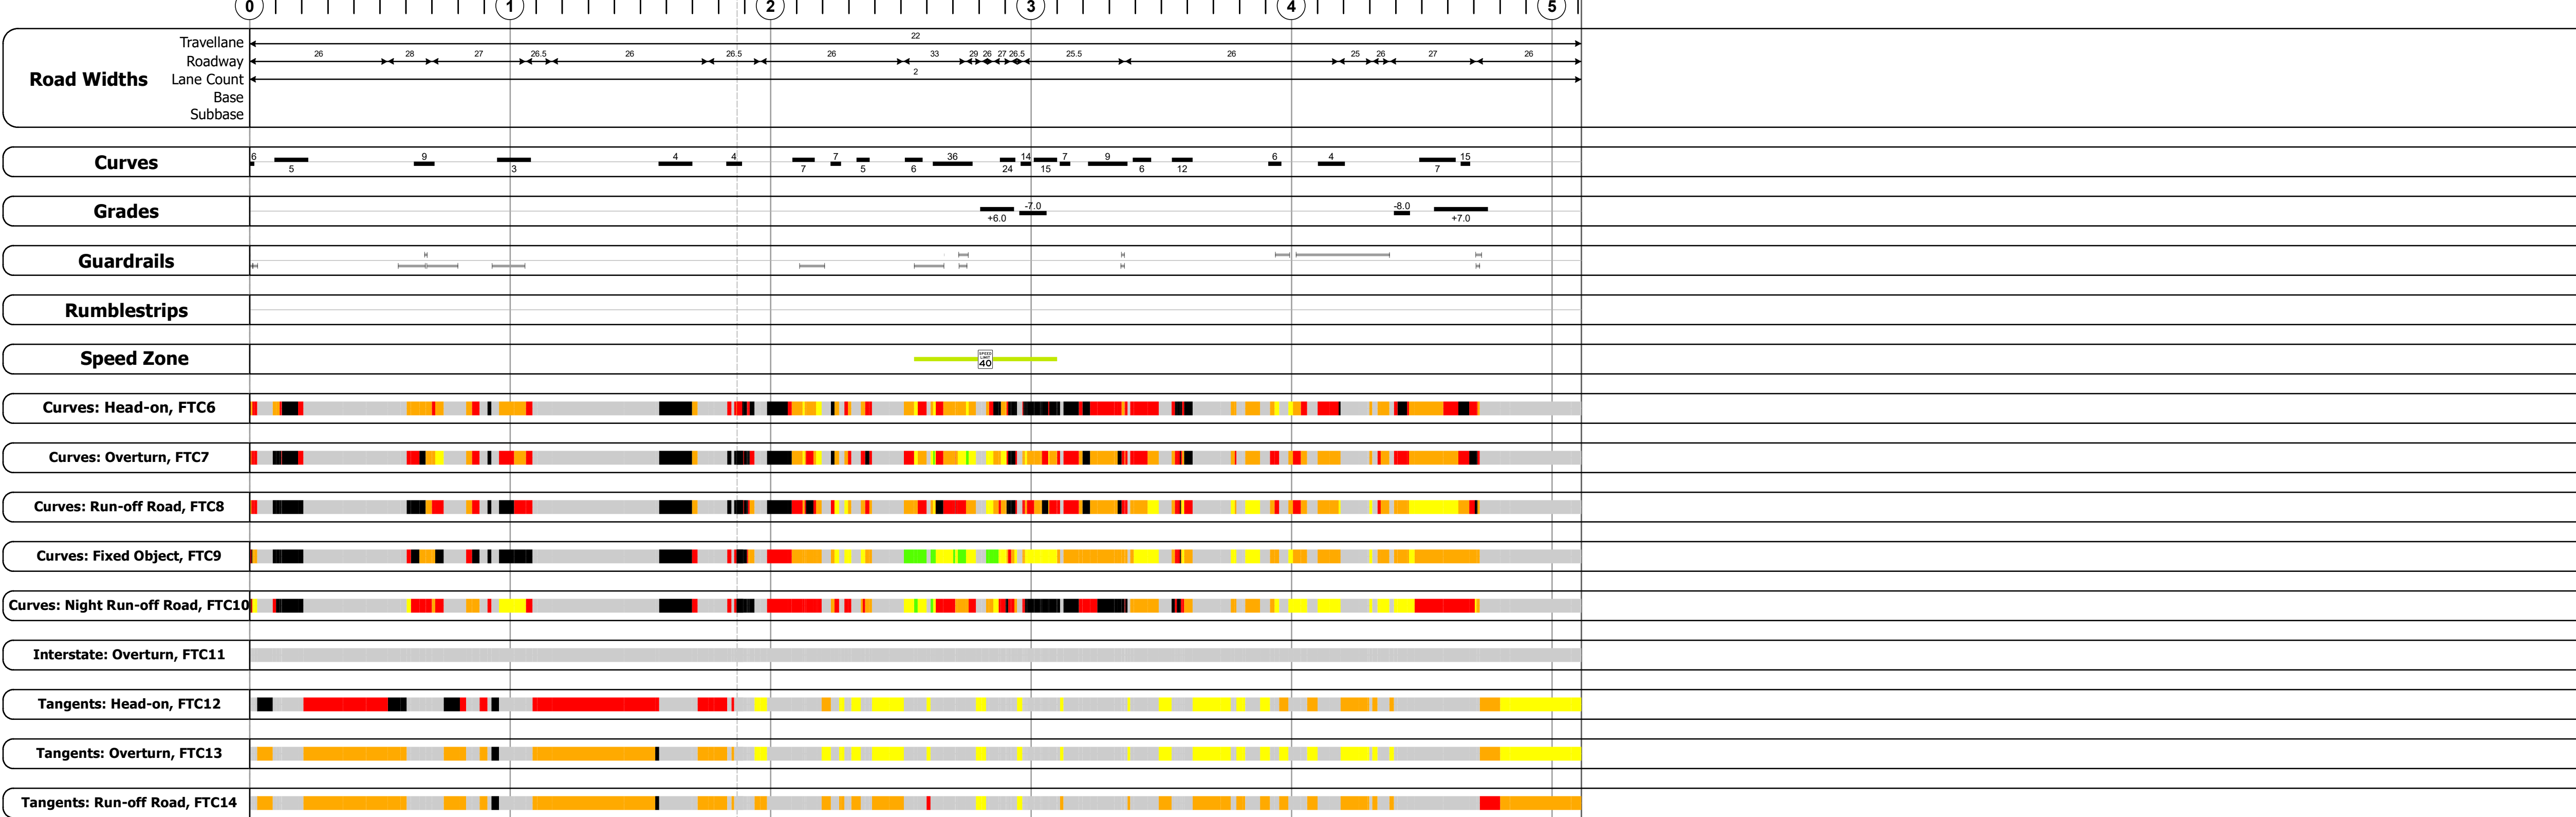 0 1 2 3 4 5
22
Travellane
26 28 27 26.5 26 26.5 26 33 29 26 27 26.5 25.5 26 25 26 27 26
Roadway
2
Road Widths
Lane Count
Base
Subbase
6 9 4 4 7 36 14 7 9 6 4 15
Curves
5 3 7 5 6 24 15 6 12 7
-7.0 -8.0
Grades
+6.0 +7.0
Guardrails
Rumblestrips
Speed Zone
SPEED
LIMIT
40
Curves: Head-on, FTC6
Curves: Overturn, FTC7
Curves: Run-off Road, FTC8
Curves: Fixed Object, FTC9
Curves: Night Run-off Road, FTC10
Interstate: Overturn, FTC11
Tangents: Head-on, FTC12
Tangents: Overturn, FTC13
Tangents: Run-off Road, FTC14